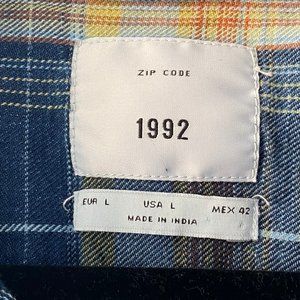 ZIP CODE
1992
EUR L USA L MEX 42
MADE IN INDIA